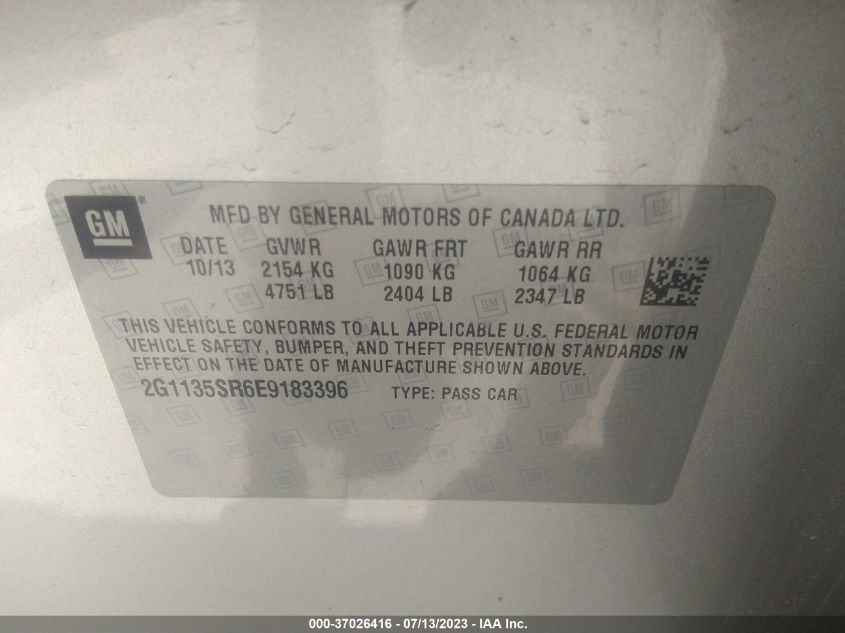 GM
MFD BY GENERAL MOTORS OF CANADA LTD.
DATE GVWR GAWR FRT GAWR RR
10/13 2154 KG 1090 KG 1064 KG
4751 LB 2404 LB 2347 LB
THIS VEHICLE CONFORMS TO ALL APPLICABLE U.S. FEDERAL MOTOR
VEHICLE SAFETY, BUMPER, AND THEFT PREVENTION STANDARDS IN
EFFECT ON THE DATE OF MANUFACTURE SHOWN ABOVE.
2G1135SR6E9183396 TYPE: PASS CAR
000-37026416 - 07/13/2023 - IAA Inc.